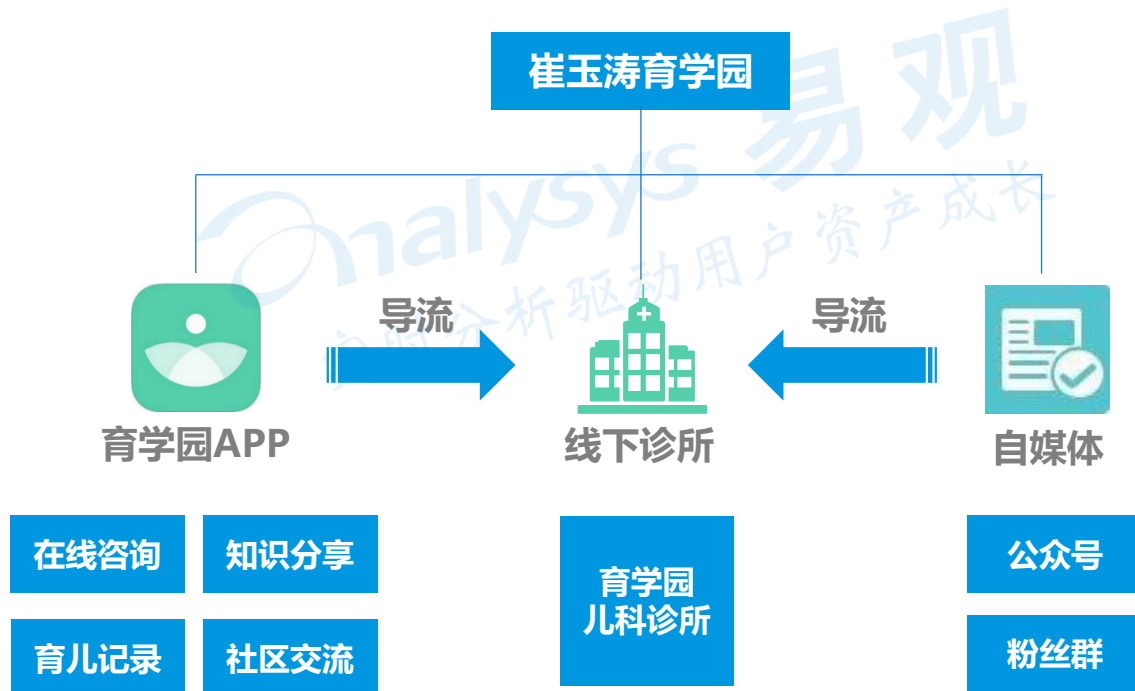 崔玉涛育学园
analysys 易观
实时分析驱动用户资产成长
导流
导流
育学园APP
线下诊所
自媒体
在线咨询
知识分享
育儿记录
社区交流
育学园
儿科诊所
公众号
粉丝群